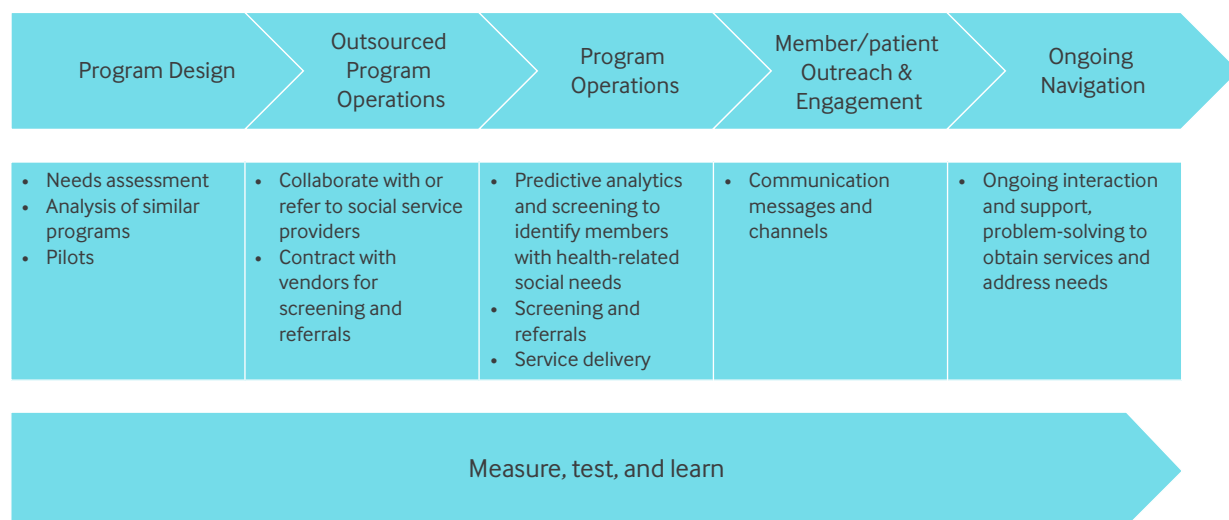 Program Design
Outsourced
Program
Operations
Program
Operations
Member/patient
Outreach &
Engagement
Ongoing
Navigation
• Needs assessment
• Analysis of similar
programs
• Pilots
• Collaborate with or
refer to social service
providers
• Contract with
vendors for
screening and
referrals
• Predictive analytics
and screening to
identify members
with health-related
social needs
• Screening and
referrals
• Service delivery
• Communication
messages and
channels
• Ongoing interaction
and support,
problem-solving to
obtain services and
address needs
Measure, test, and learn